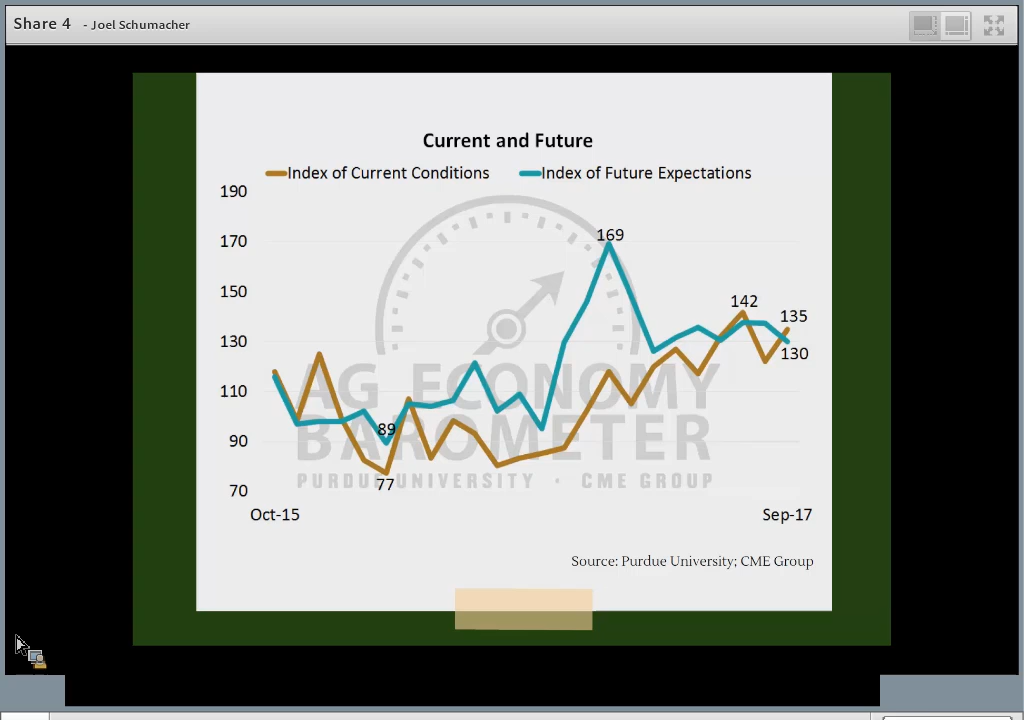 Share 4 - Joel Schumacher
Current and Future
Index of Current Conditions Index of Future Expectations
190
170
150
130
110
90
70
169
142
135
130
89
77
AG ECONOMY
BAROMETER
PURDUE UNIVERSITY · CME GROUP
Oct-15 Sep-17
Source: Purdue University; CME Group